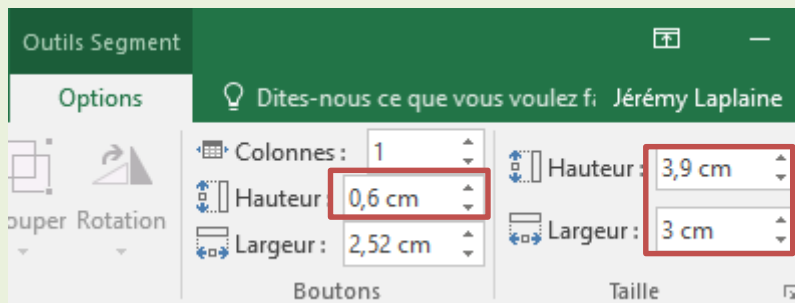 Outils Segment
Options
Dites-nous ce que vous voulez fa
Jérémy Laplaine
Colonnes : 1
Hauteur : 0,6 cm
Largeur : 2,52 cm
Boutons
Hauteur : 3,9 cm
Largeur : 3 cm
Taille
ouper Rotation